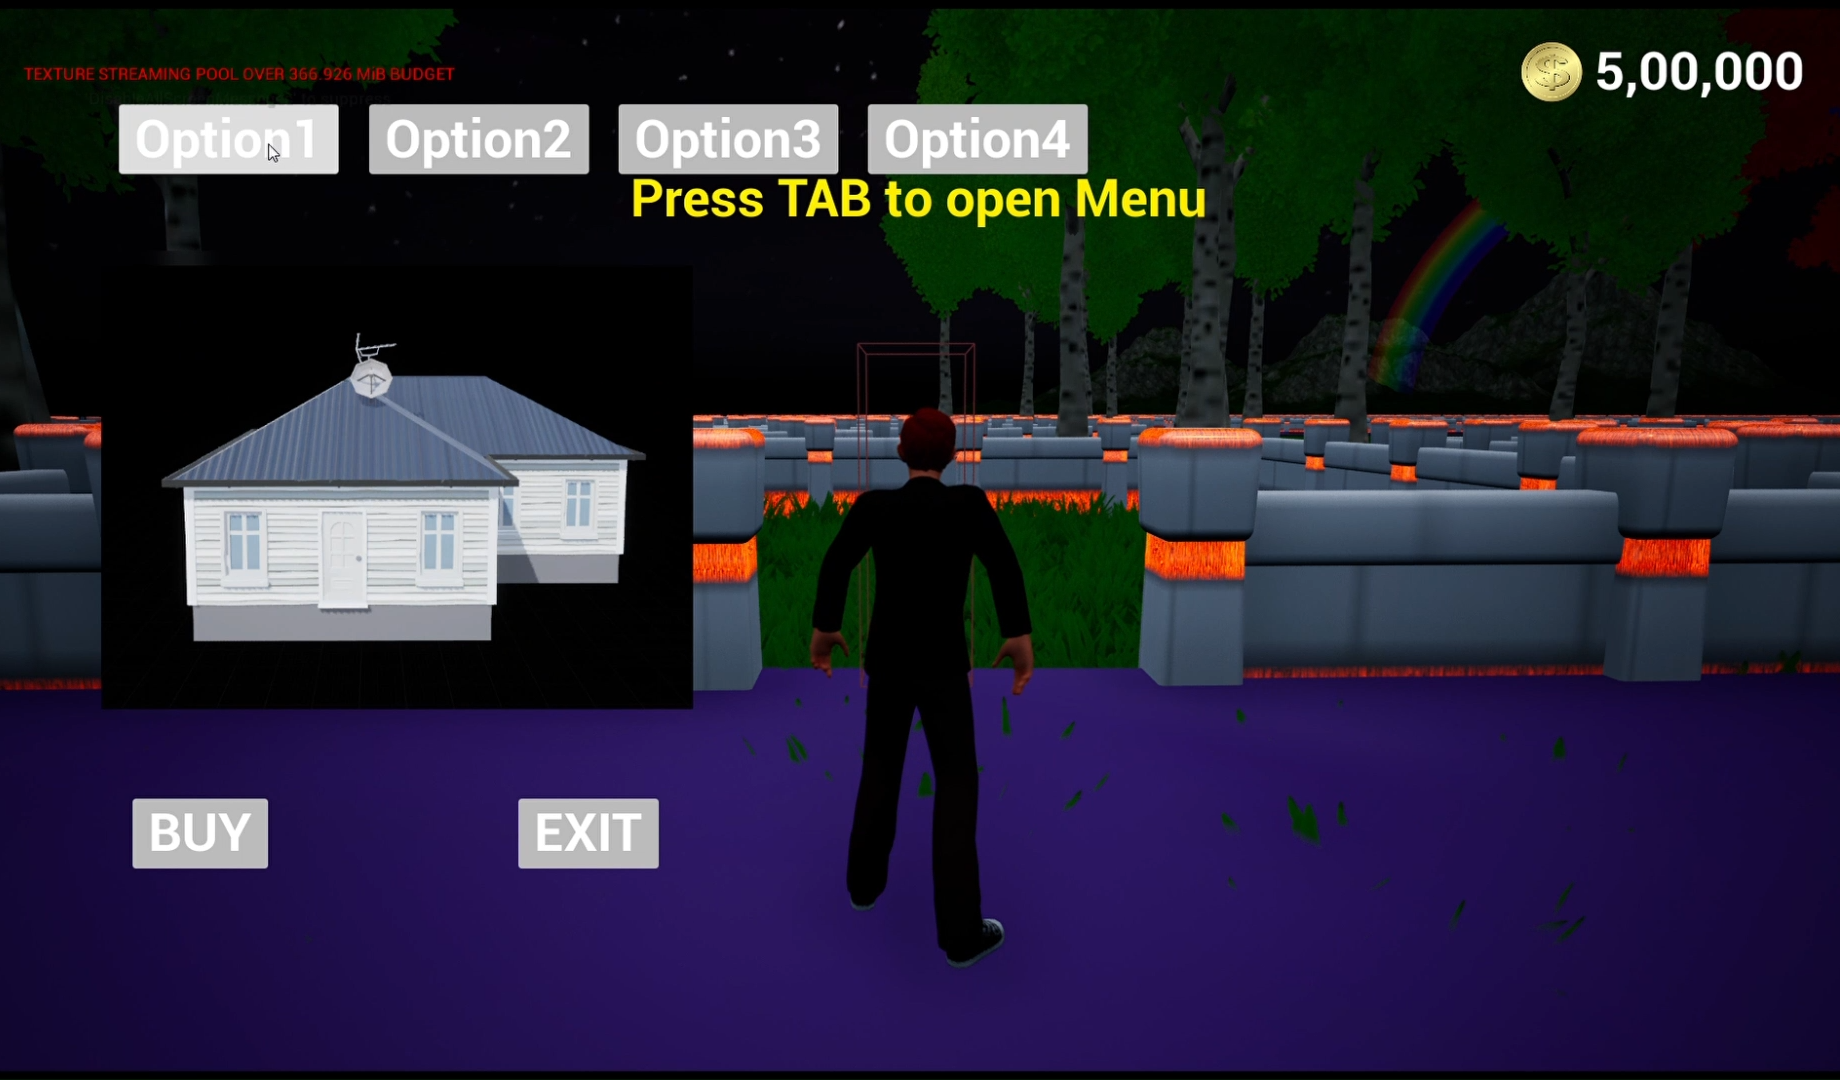 TEXTURE STREAMING POOL OVER 366.926 MiB BUDGET
5,00,000
Option1 Option2 Option3 Option4
Press TAB to open Menu
BUY EXIT